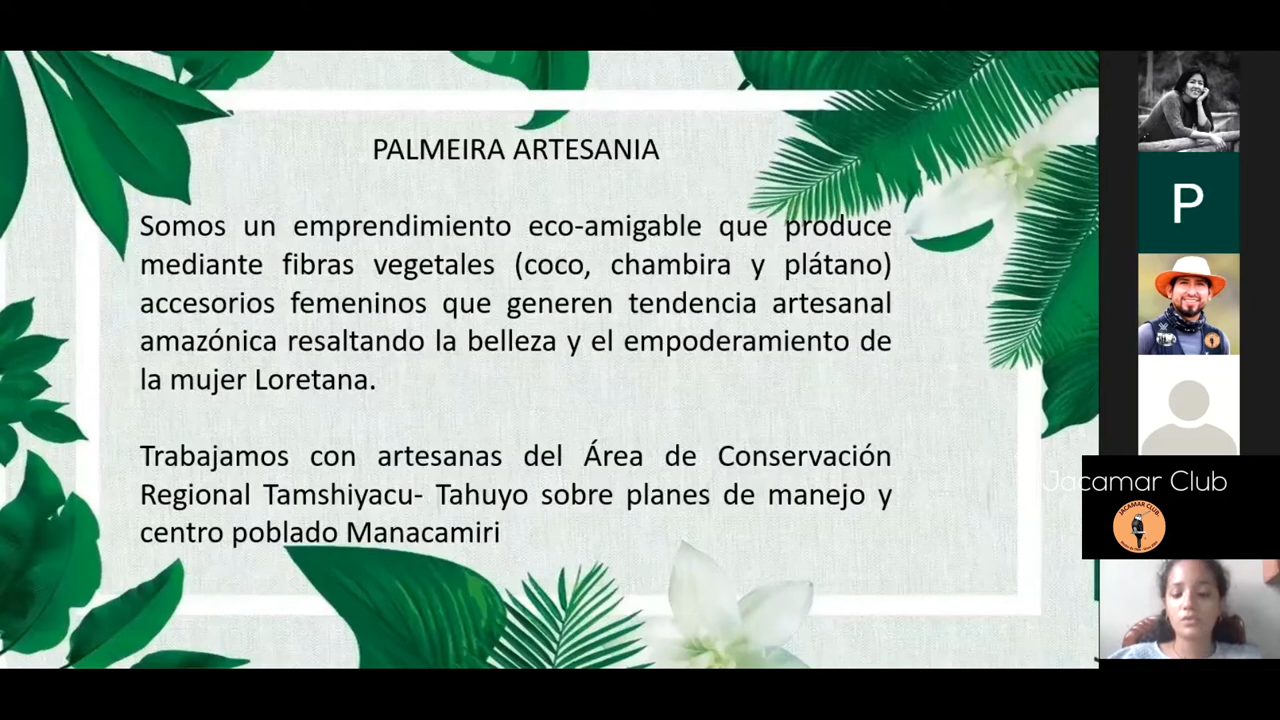 PALMEIRA ARTESANIA
Somos un emprendimiento eco-amigable que produce
mediante fibras vegetales (coco, chambira y plátano)
accesorios femeninos que generen tendencia artesanal
amazónica resaltando la belleza y el empoderamiento de
la mujer Loretana.
Trabajamos con artesanas del Área de Conservación
Regional Tamshiyacu- Tahuyo sobre planes de manejo y
centro poblado Manacamiri
P
Jacamar Club
JACAMAR CLUB